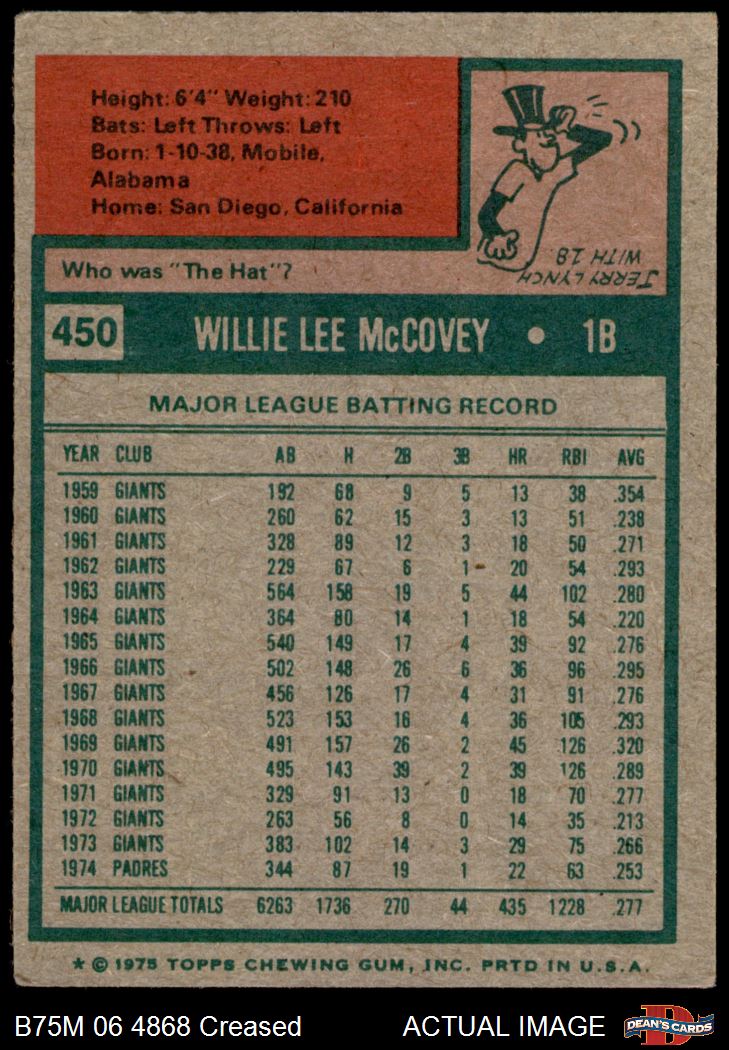 Height: 6'4" Weight: 210
Bats: Left Throws: Left
Born: 1-10-38, Mobile,
Alabama
Home: San Diego, California
JERRY LYNCH
WITH 18.
Who was "The Hat"?
450 WILLIE LEE McCOVEY • 1B
MAJOR LEAGUE BATTING RECORD
YEAR CLUB AB H 2B 3B HR RBI AVG
1959 GIANTS 192 68 9 5 13 38 .354
1960 GIANTS 260 62 15 3 13 51 .238
1961 GIANTS 328 89 12 3 18 50 .271
1962 GIANTS 229 67 6 1 20 54 .293
1963 GIANTS 564 158 19 5 44 102 .280
1964 GIANTS 364 80 14 1 18 54 .220
1965 GIANTS 540 149 17 4 39 92 .276
1966 GIANTS 502 148 26 6 36 96 .295
1967 GIANTS 456 126 17 4 31 91 .276
1968 GIANTS 523 153 16 4 36 105 .293
1969 GIANTS 491 157 26 2 45 126 .320
1970 GIANTS 495 143 39 2 39 126 .289
1971 GIANTS 329 91 13 0 18 70 .277
1972 GIANTS 263 56 8 0 14 35 .213
1973 GIANTS 383 102 14 3 29 75 .266
1974 PADRES 344 87 19 1 22 63 .253
MAJOR LEAGUE TOTALS 6263 1736 270 44 435 1228 .277
* © 1975 TOPPS CHEWING GUM, INC. PRTD IN U.S.A.
B75M 06 4868 Creased ACTUAL IMAGE
DEAN'S CARDS